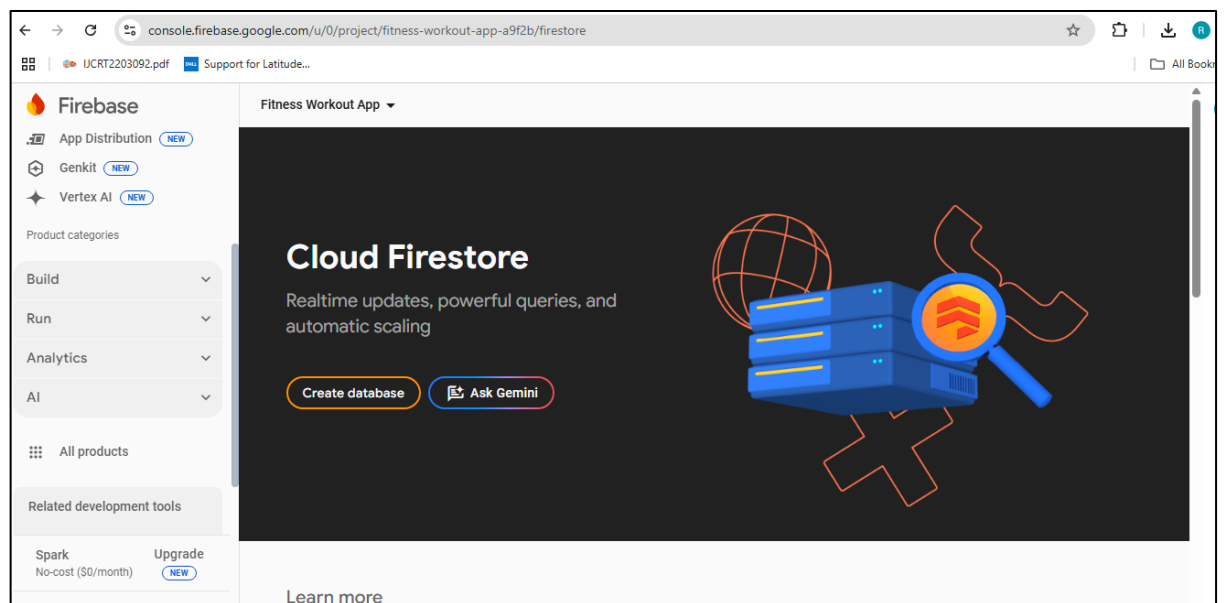 console.firebase.google.com/u/0/project/fitness-workout-app-a9f2b/firestore
R
IJCRT2203092.pdf
DELL
Support for Latitude...
All Bookr
Firebase
Fitness Workout App
App Distribution NEW
Genkit NEW
Vertex AI NEW
Product categories
Build
Run
Analytics
AI
All products
Related development tools
Spark
No-cost ($0/month)
Upgrade
NEW
Cloud Firestore
Realtime updates, powerful queries, and
automatic scaling
Create database
Ask Gemini
Learn more